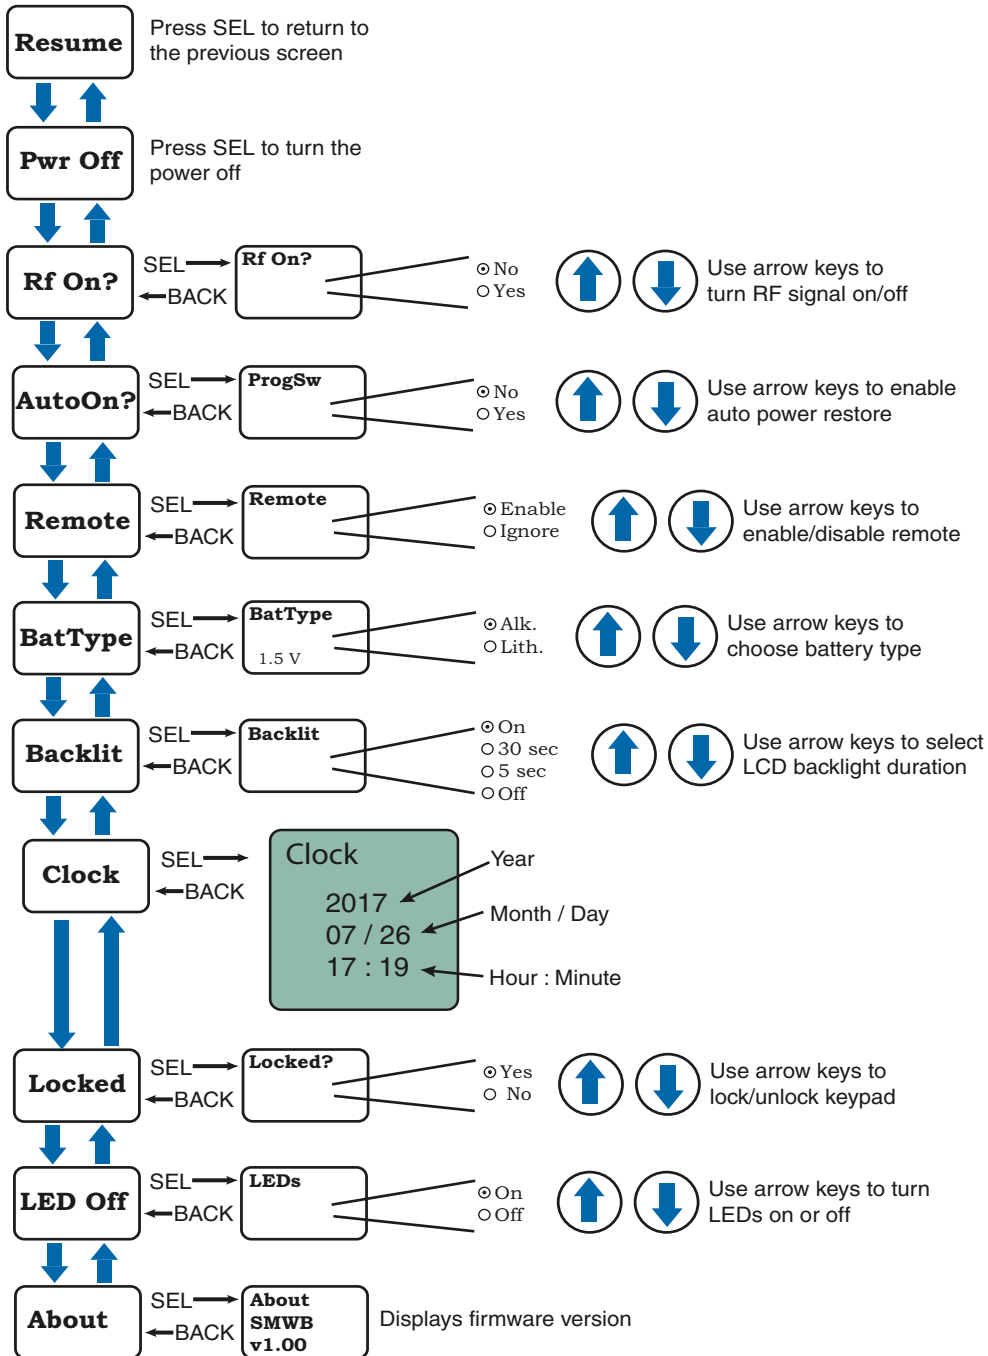 Resume
Press SEL to return to
the previous screen
Pwr Off
Press SEL to turn the
power off
Rf On?
SEL
BACK
Rf On?
No
Yes
Use arrow keys to
turn RF signal on/off
AutoOn?
SEL
BACK
ProgSw
No
Yes
Use arrow keys to enable
auto power restore
Remote
SEL
BACK
Remote
Enable
Ignore
Use arrow keys to
enable/disable remote
BatType
SEL
BACK
BatType
1.5 V
Alk.
Lith.
Use arrow keys to
choose battery type
Backlit
SEL
BACK
Backlit
On
30 sec
5 sec
Off
Use arrow keys to select
LCD backlight duration
Clock
SEL
BACK
Clock
2017
07 / 26
17 : 19
Year
Month / Day
Hour : Minute
Locked
SEL
BACK
Locked?
Yes
No
Use arrow keys to
lock/unlock keypad
LED Off
SEL
BACK
LEDs
On
Off
Use arrow keys to turn
LEDs on or off
About
SEL
BACK
About
SMWB
v1.00
Displays firmware version